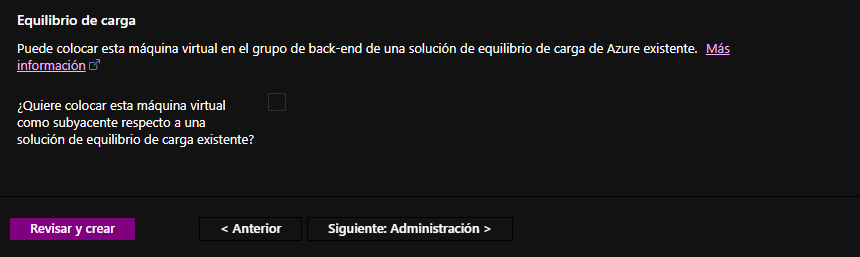 Equilibrio de carga
Puede colocar esta máquina virtual en el grupo de back-end de una solución de equilibrio de carga de Azure existente. Más
información
¿Quiere colocar esta máquina virtual
como subyacente respecto a una
solución de equilibrio de carga existente?
Revisar y crear
< Anterior
Siguiente: Administración >